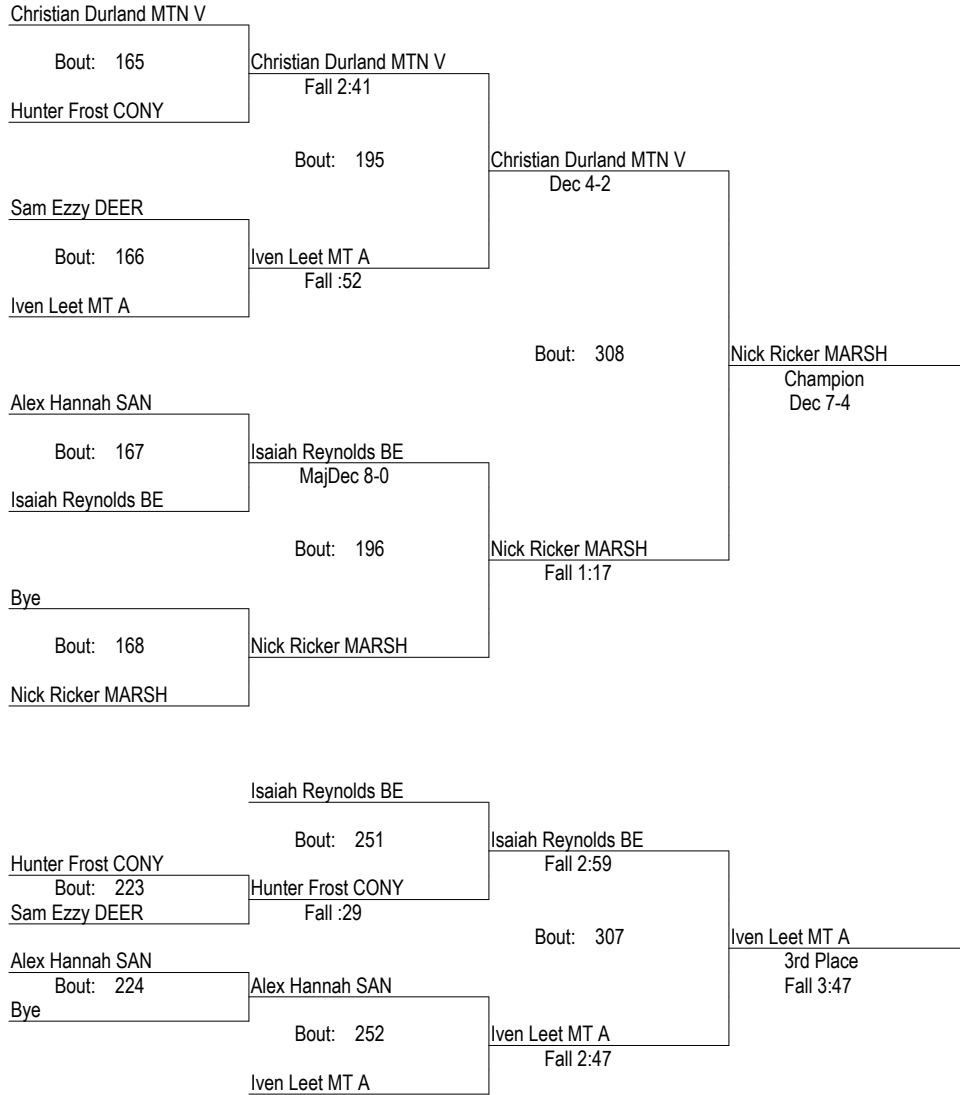 Christian Durland MTN V
Bout: 165
Christian Durland MTN V
Fall 2:41
Hunter Frost CONY
Bout: 195
Christian Durland MTN V
Dec 4-2
Sam Ezzy DEER
Bout: 166
Iven Leet MT A
Fall :52
Iven Leet MT A
Bout: 308
Nick Ricker MARSH
Champion
Dec 7-4
Alex Hannah SAN
Bout: 167
Isaiah Reynolds BE
MajDec 8-0
Isaiah Reynolds BE
Bout: 196
Nick Ricker MARSH
Fall 1:17
Bye
Bout: 168
Nick Ricker MARSH
Nick Ricker MARSH
Isaiah Reynolds BE
Bout: 251
Isaiah Reynolds BE
Fall 2:59
Hunter Frost CONY
Bout: 223
Hunter Frost CONY
Sam Ezzy DEER
Fall :29
Bout: 307
Iven Leet MT A
3rd Place
Fall 3:47
Alex Hannah SAN
Bout: 224
Alex Hannah SAN
Bye
Bout: 252
Iven Leet MT A
Fall 2:47
Iven Leet MT A